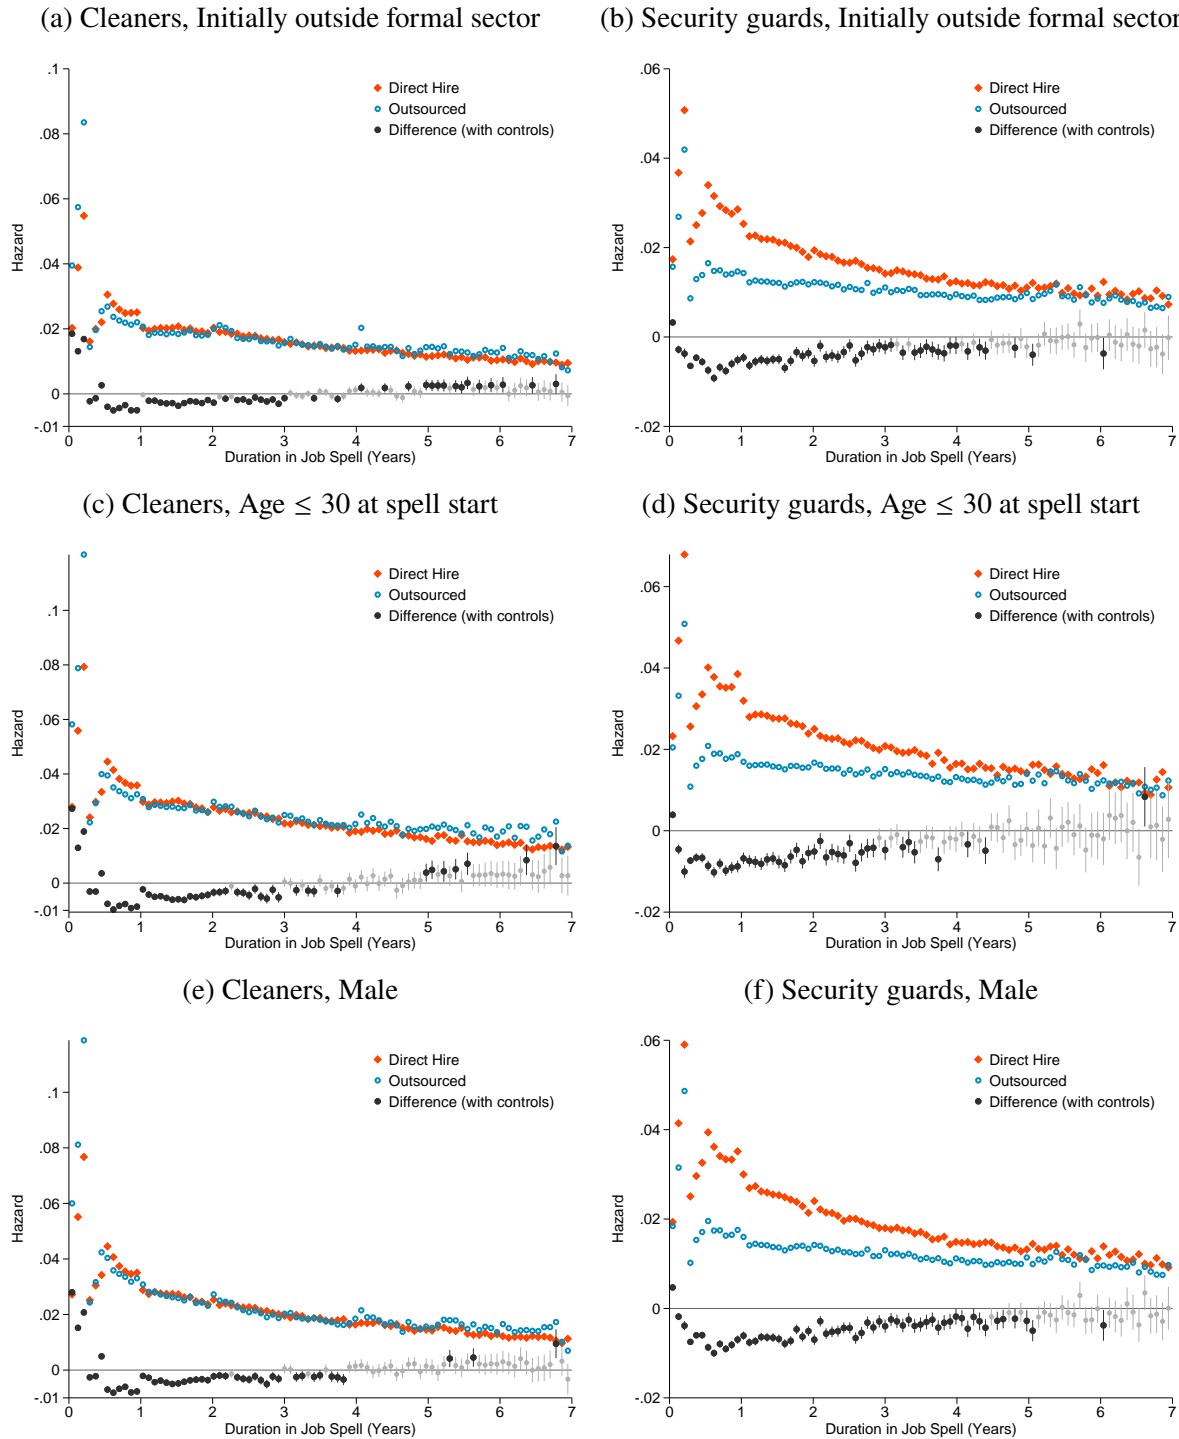 (a) Cleaners, Initially outside formal sector
.1
.08
.06
.04
.02
0
-.01
Hazard
0 1 2 3 4 5 6 7
Duration in Job Spell (Years)
Direct Hire
Outsourced
Difference (with controls)
(b) Security guards, Initially outside formal sector
.06
.04
.02
0
-.02
Hazard
0 1 2 3 4 5 6 7
Duration in Job Spell (Years)
Direct Hire
Outsourced
Difference (with controls)
(c) Cleaners, Age ≤ 30 at spell start
.1
.08
.06
.04
.02
0
-.01
Hazard
0 1 2 3 4 5 6 7
Duration in Job Spell (Years)
Direct Hire
Outsourced
Difference (with controls)
(d) Security guards, Age ≤ 30 at spell start
.06
.04
.02
0
-.02
Hazard
0 1 2 3 4 5 6 7
Duration in Job Spell (Years)
Direct Hire
Outsourced
Difference (with controls)
(e) Cleaners, Male
.1
.08
.06
.04
.02
0
-.01
Hazard
0 1 2 3 4 5 6 7
Duration in Job Spell (Years)
Direct Hire
Outsourced
Difference (with controls)
(f) Security guards, Male
.06
.04
.02
0
-.02
Hazard
0 1 2 3 4 5 6 7
Duration in Job Spell (Years)
Direct Hire
Outsourced
Difference (with controls)